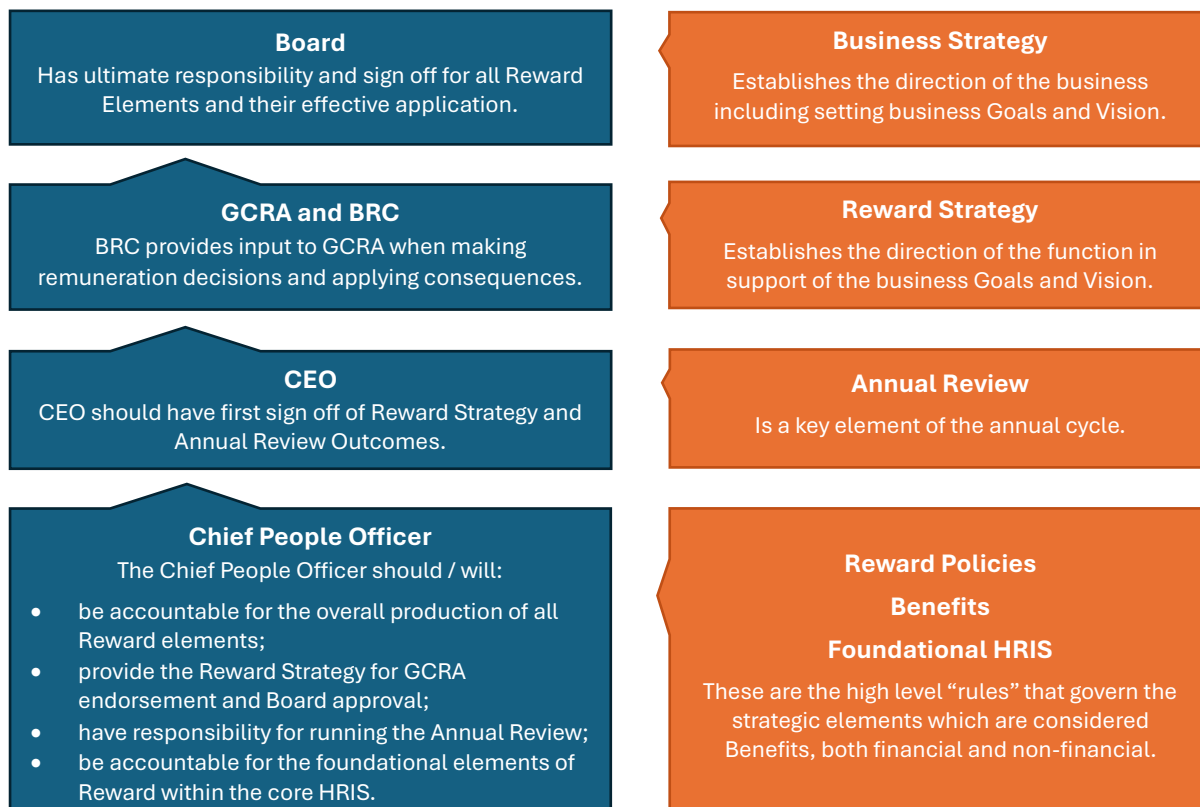 Board
Has ultimate responsibility and sign off for all Reward
Elements and their effective application.
Business Strategy
Establishes the direction of the business
including setting business Goals and Vision.
GCRA and BRC
BRC provides input to GCRA when making
remuneration decisions and applying consequences.
Reward Strategy
Establishes the direction of the function in
support of the business Goals and Vision.
CEO
CEO should have first sign off of Reward Strategy and
Annual Review Outcomes.
Annual Review
Is a key element of the annual cycle.
Chief People Officer
The Chief People Officer should / will:
• be accountable for the overall production of all
Reward elements;
• provide the Reward Strategy for GCRA
endorsement and Board approval;
• have responsibility for running the Annual Review;
• be accountable for the foundational elements of
Reward within the core HRIS.
Reward Policies
Benefits
Foundational HRIS
These are the high level “rules” that govern the
strategic elements which are considered
Benefits, both financial and non-financial.